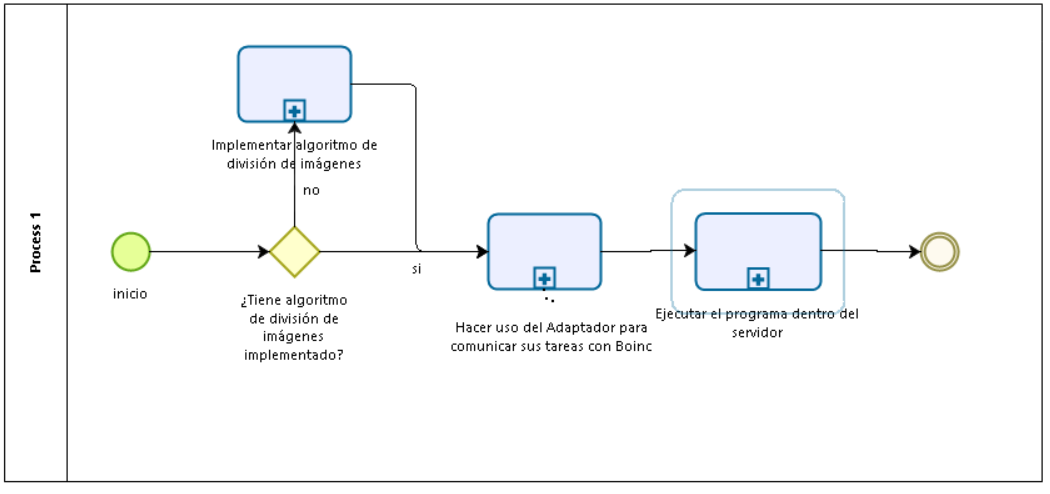 Process 1
Implementar algoritmo de
división de imágenes
no
inicio
¿Tiene algoritmo
de división de
imágenes
implementado?
si
Hacer uso del Adaptador para
comunicar sus tareas con Boinc
Ejecutar el programa dentro del
servidor